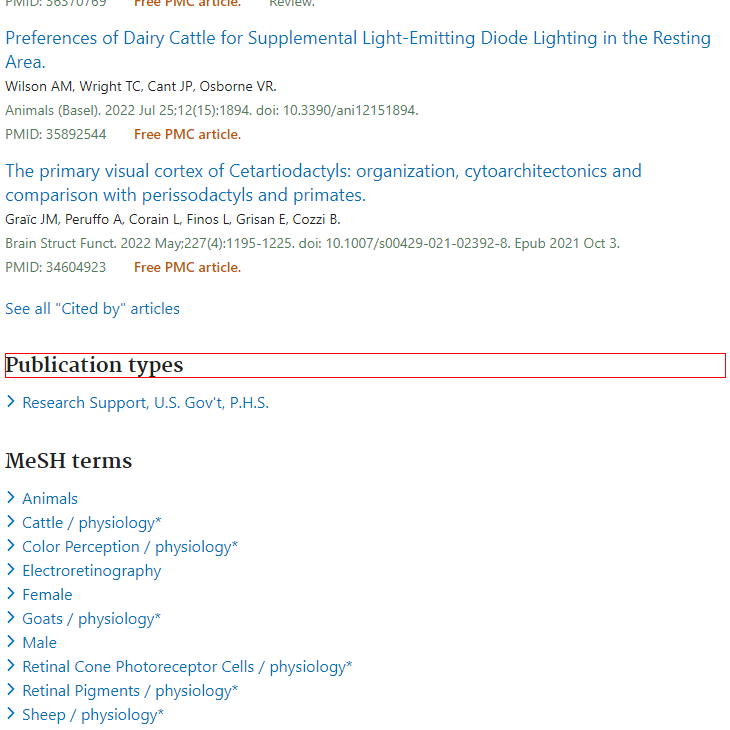 PMID: 36370769 Free PMC article. Review.
Preferences of Dairy Cattle for Supplemental Light-Emitting Diode Lighting in the Resting
Area.
Wilson AM, Wright TC, Cant JP, Osborne VR.
Animals (Basel). 2022 Jul 25;12(15):1894. doi: 10.3390/ani12151894.
PMID: 35892544 Free PMC article.
The primary visual cortex of Cetartiodactyls: organization, cytoarchitectonics and
comparison with perissodactyls and primates.
Graïc JM, Peruffo A, Corain L, Finos L, Grisan E, Cozzi B.
Brain Struct Funct. 2022 May;227(4):1195-1225. doi: 10.1007/s00429-021-02392-8. Epub 2021 Oct 3.
PMID: 34604923 Free PMC article.
See all "Cited by" articles
Publication types
Research Support, U.S. Gov't, P.H.S.
MeSH terms
Animals
Cattle / physiology*
Color Perception / physiology*
Electroretinography
Female
Goats / physiology*
Male
Retinal Cone Photoreceptor Cells / physiology*
Retinal Pigments / physiology*
Sheep / physiology*